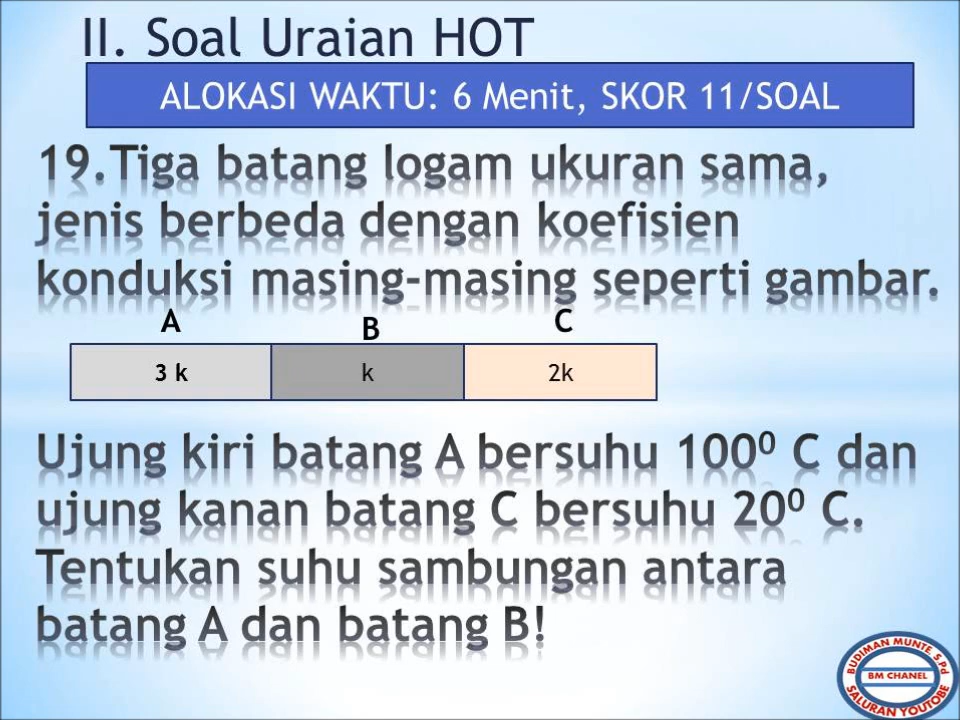 II. Soal Uraian HOT
ALOKASI WAKTU: 6 Menit, SKOR 11/SOAL
19.Tiga batang logam ukuran sama,
jenis berbeda dengan koefisien
konduksi masing-masing seperti gambar.
A B C
3 k k 2k
Ujung kiri batang A bersuhu 100⁰ C dan
ujung kanan batang C bersuhu 20⁰ C.
Tentukan suhu sambungan antara
batang A dan batang B!
BUDIMAN MUNTE, S.Pd
BM CHANEL
SALURAN YOUTOBE